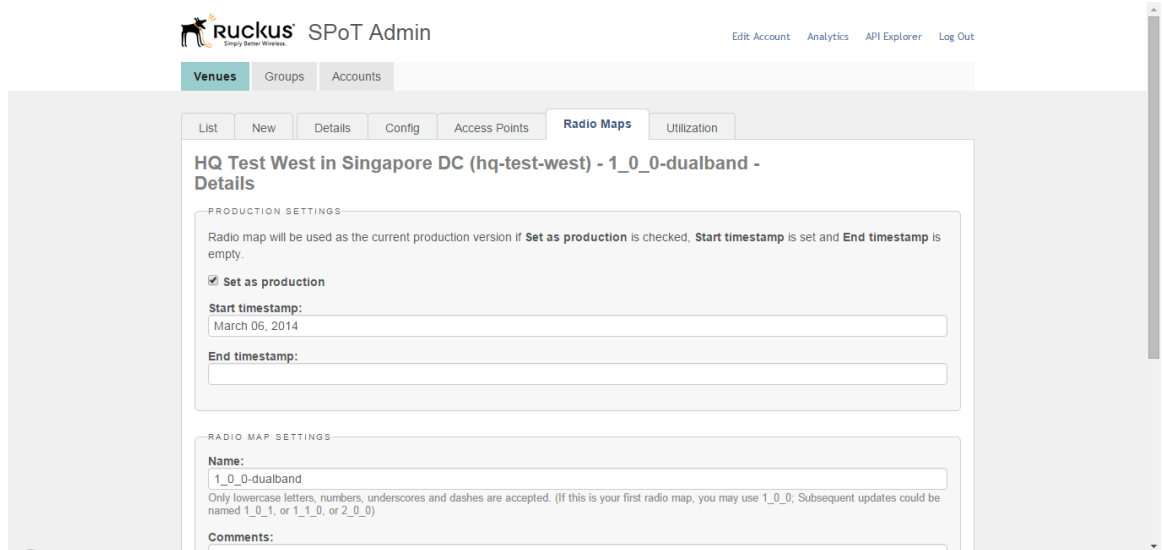 Ruckus SPoT Admin
Simply Better Wireless.
Edit Account Analytics API Explorer Log Out
Venues Groups Accounts
List New Details Config Access Points Radio Maps Utilization
HQ Test West in Singapore DC (hq-test-west) - 1_0_0-dualband -
Details
PRODUCTION SETTINGS
Radio map will be used as the current production version if Set as production is checked, Start timestamp is set and End timestamp is
empty.
Set as production
Start timestamp:
March 06, 2014
End timestamp:
RADIO MAP SETTINGS
Name:
1_0_0-dualband
Only lowercase letters, numbers, underscores and dashes are accepted. (If this is your first radio map, you may use 1_0_0; Subsequent updates could be
named 1_0_1, or 1_1_0, or 2_0_0)
Comments: